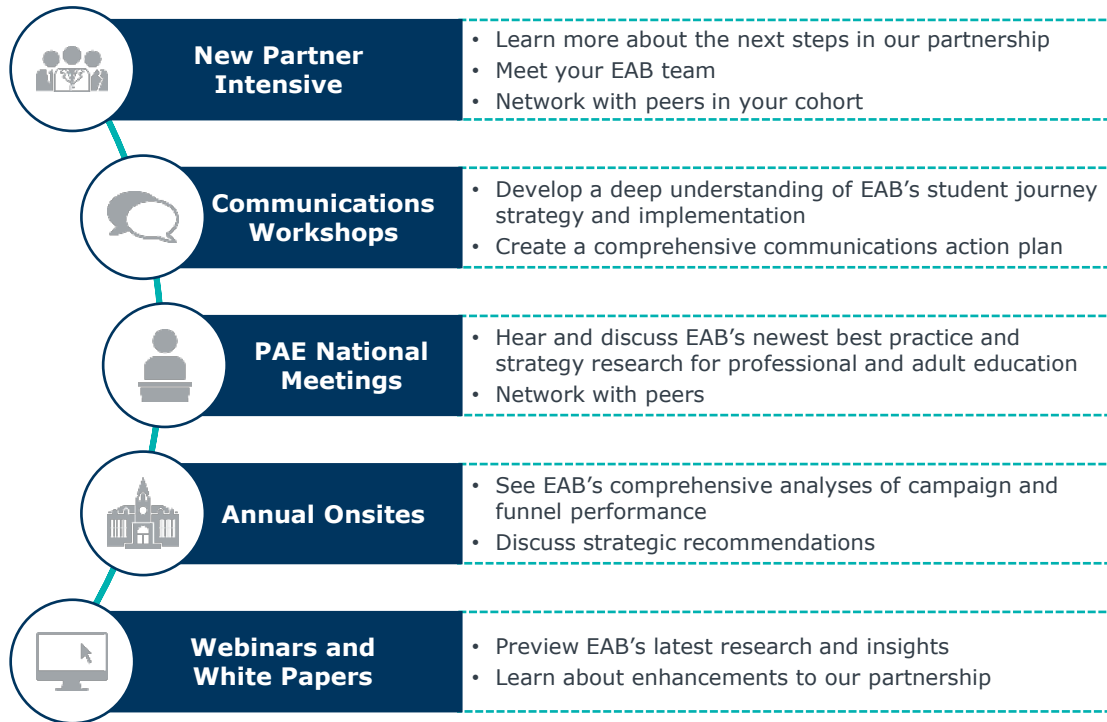 New Partner
Intensive
• Learn more about the next steps in our partnership
• Meet your EAB team
• Network with peers in your cohort
Communications
Workshops
• Develop a deep understanding of EAB's student journey
strategy and implementation
• Create a comprehensive communications action plan
PAE National
Meetings
• Hear and discuss EAB's newest best practice and
strategy research for professional and adult education
• Network with peers
Annual Onsites
• See EAB's comprehensive analyses of campaign and
funnel performance
• Discuss strategic recommendations
Webinars and
White Papers
• Preview EAB's latest research and insights
• Learn about enhancements to our partnership